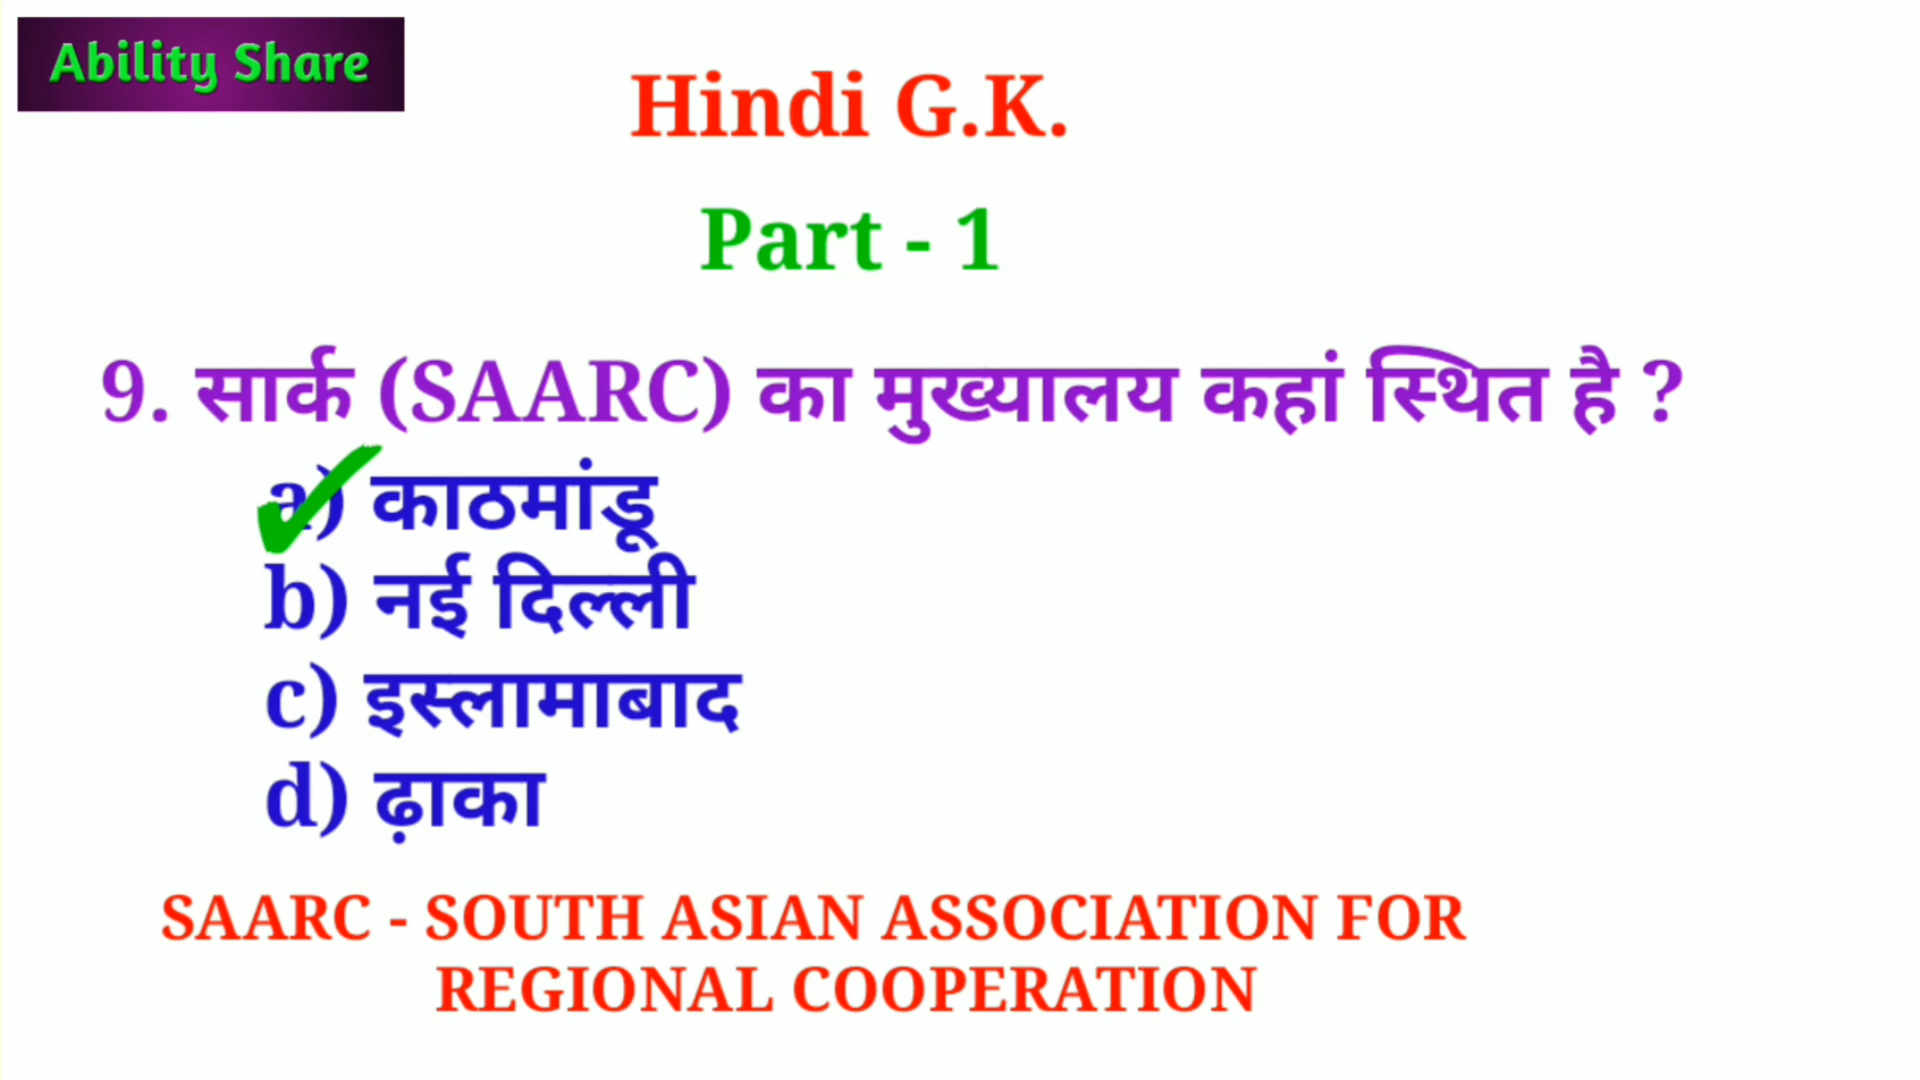 Ability Share
Hindi G.K.
Part - 1
9. सार्क (SAARC) का मुख्यालय कहां स्थित है ?
a) काठमांडू
b) नई दिल्ली
c) इस्लामाबाद
d) ढ़ाका
SAARC - SOUTH ASIAN ASSOCIATION FOR
REGIONAL COOPERATION